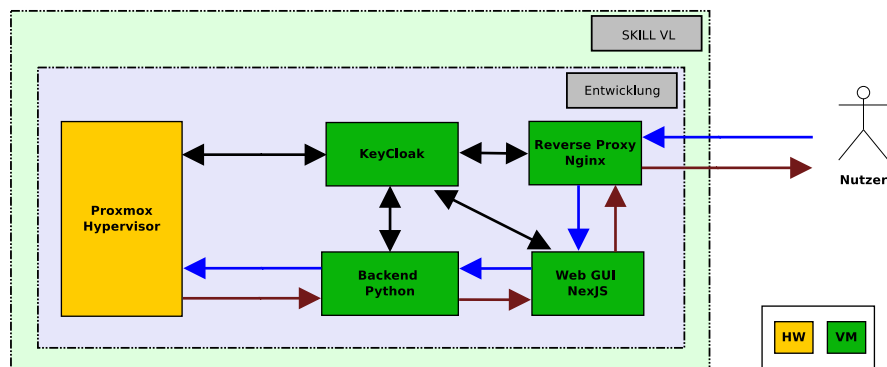 SKILL VL
Entwicklung
KeyCloak
Reverse Proxy
Nginx
Nutzer
Proxmox
Hypervisor
Backend
Python
Web GUI
NexJS
HW
VM